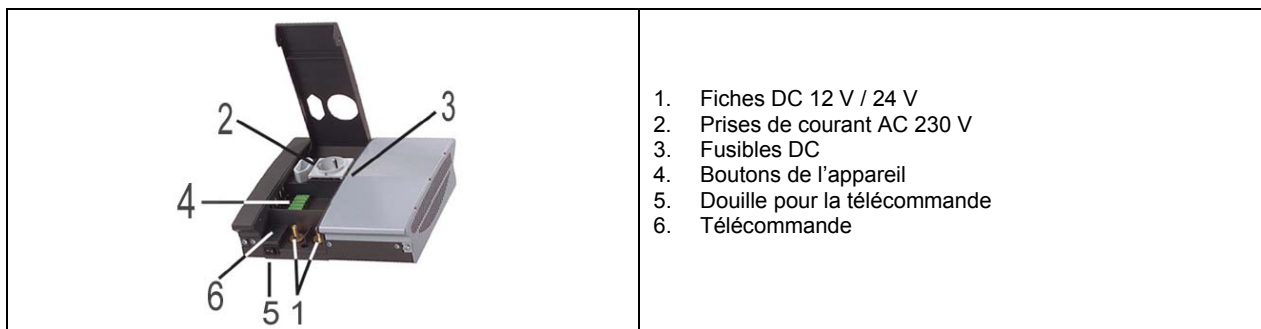 2
3
4
6
5
1
1. Fiches DC 12 V / 24 V
2. Prises de courant AC 230 V
3. Fusibles DC
4. Boutons de l’appareil
5. Douille pour la télécommande
6. Télécommande